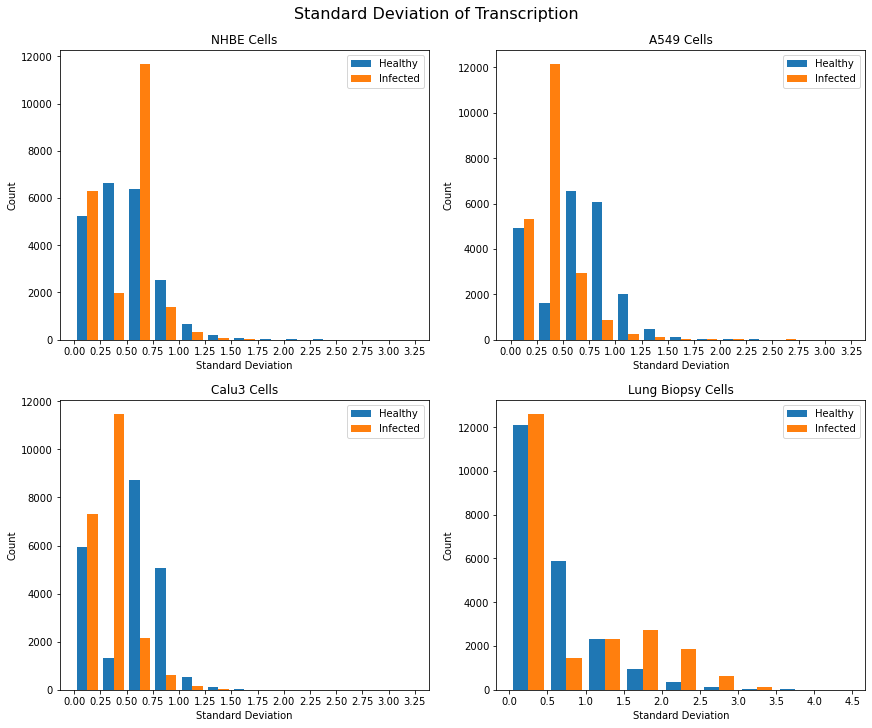 Standard Deviation of Transcription
NHBE Cells
12000
10000
8000
6000
4000
2000
0
Count
Healthy
Infected
0.00 0.25 0.50 0.75 1.00 1.25 1.50 1.75 2.00 2.25 2.50 2.75 3.00 3.25
Standard Deviation
A549 Cells
12000
10000
8000
6000
4000
2000
0
Count
Healthy
Infected
0.00 0.25 0.50 0.75 1.00 1.25 1.50 1.75 2.00 2.25 2.50 2.75 3.00 3.25
Standard Deviation
Calu3 Cells
12000
10000
8000
6000
4000
2000
0
Count
Healthy
Infected
0.00 0.25 0.50 0.75 1.00 1.25 1.50 1.75 2.00 2.25 2.50 2.75 3.00 3.25
Standard Deviation
Lung Biopsy Cells
12000
10000
8000
6000
4000
2000
0
Count
Healthy
Infected
0.0 0.5 1.0 1.5 2.0 2.5 3.0 3.5 4.0 4.5
Standard Deviation